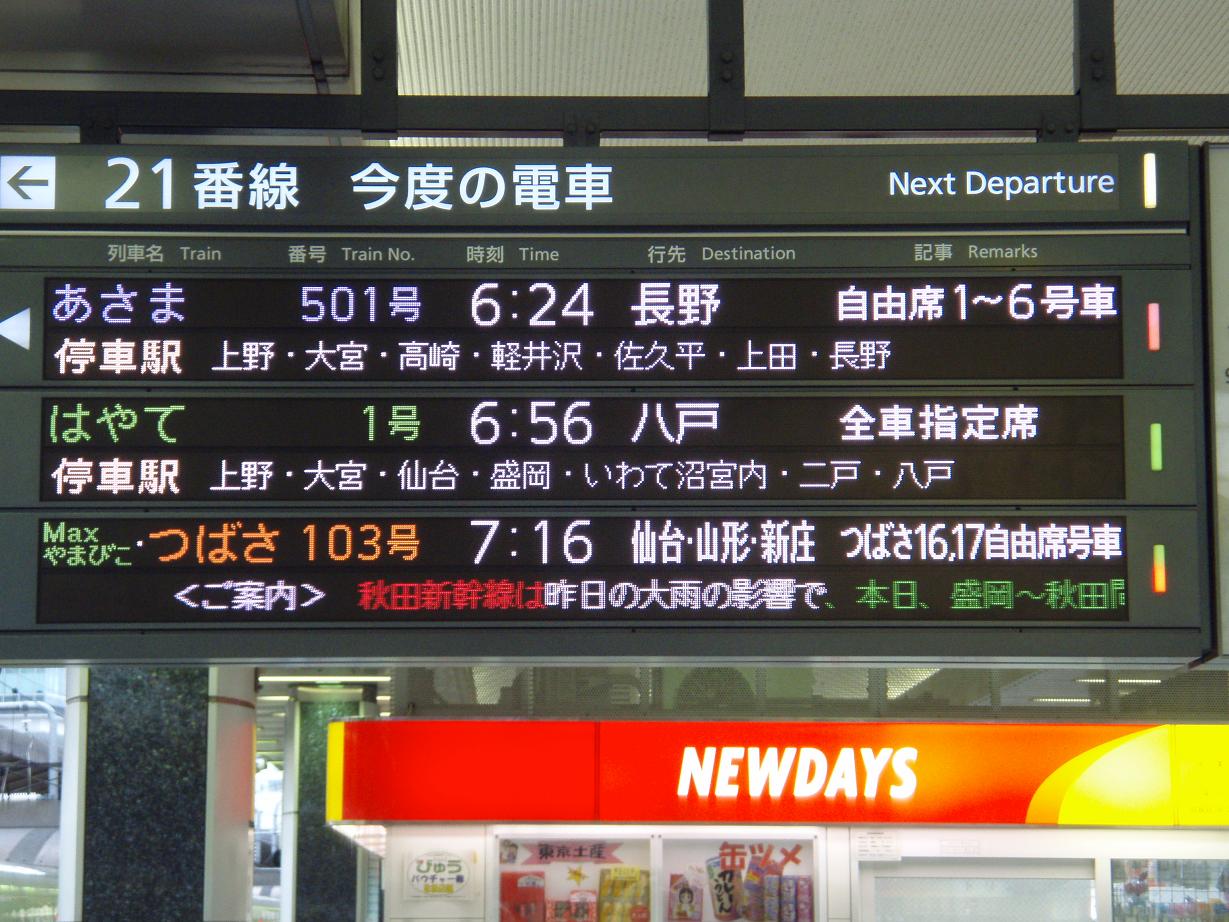 ← 21番線 今度の電車 Next Departure
列車名 Train 番号 Train No. 時刻 Time 行先 Destination 記事 Remarks
あさま 501号 6:24 長野 自由席1〜6号車
停車駅 上野・大宮・高崎・軽井沢・佐久平・上田・長野
はやて 1号 6:56 八戸 全車指定席
停車駅 上野・大宮・仙台・盛岡・いわて沼宮内・二戸・八戸
Max やまびこ・つばさ 103号 7:16 仙台・山形・新庄 つばさ16,17自由席号車
<ご案内> 秋田新幹線は昨日の大雨の影響で、本日、盛岡〜秋田間
NEWDAYS
東京土産
缶ツメ
びゅう